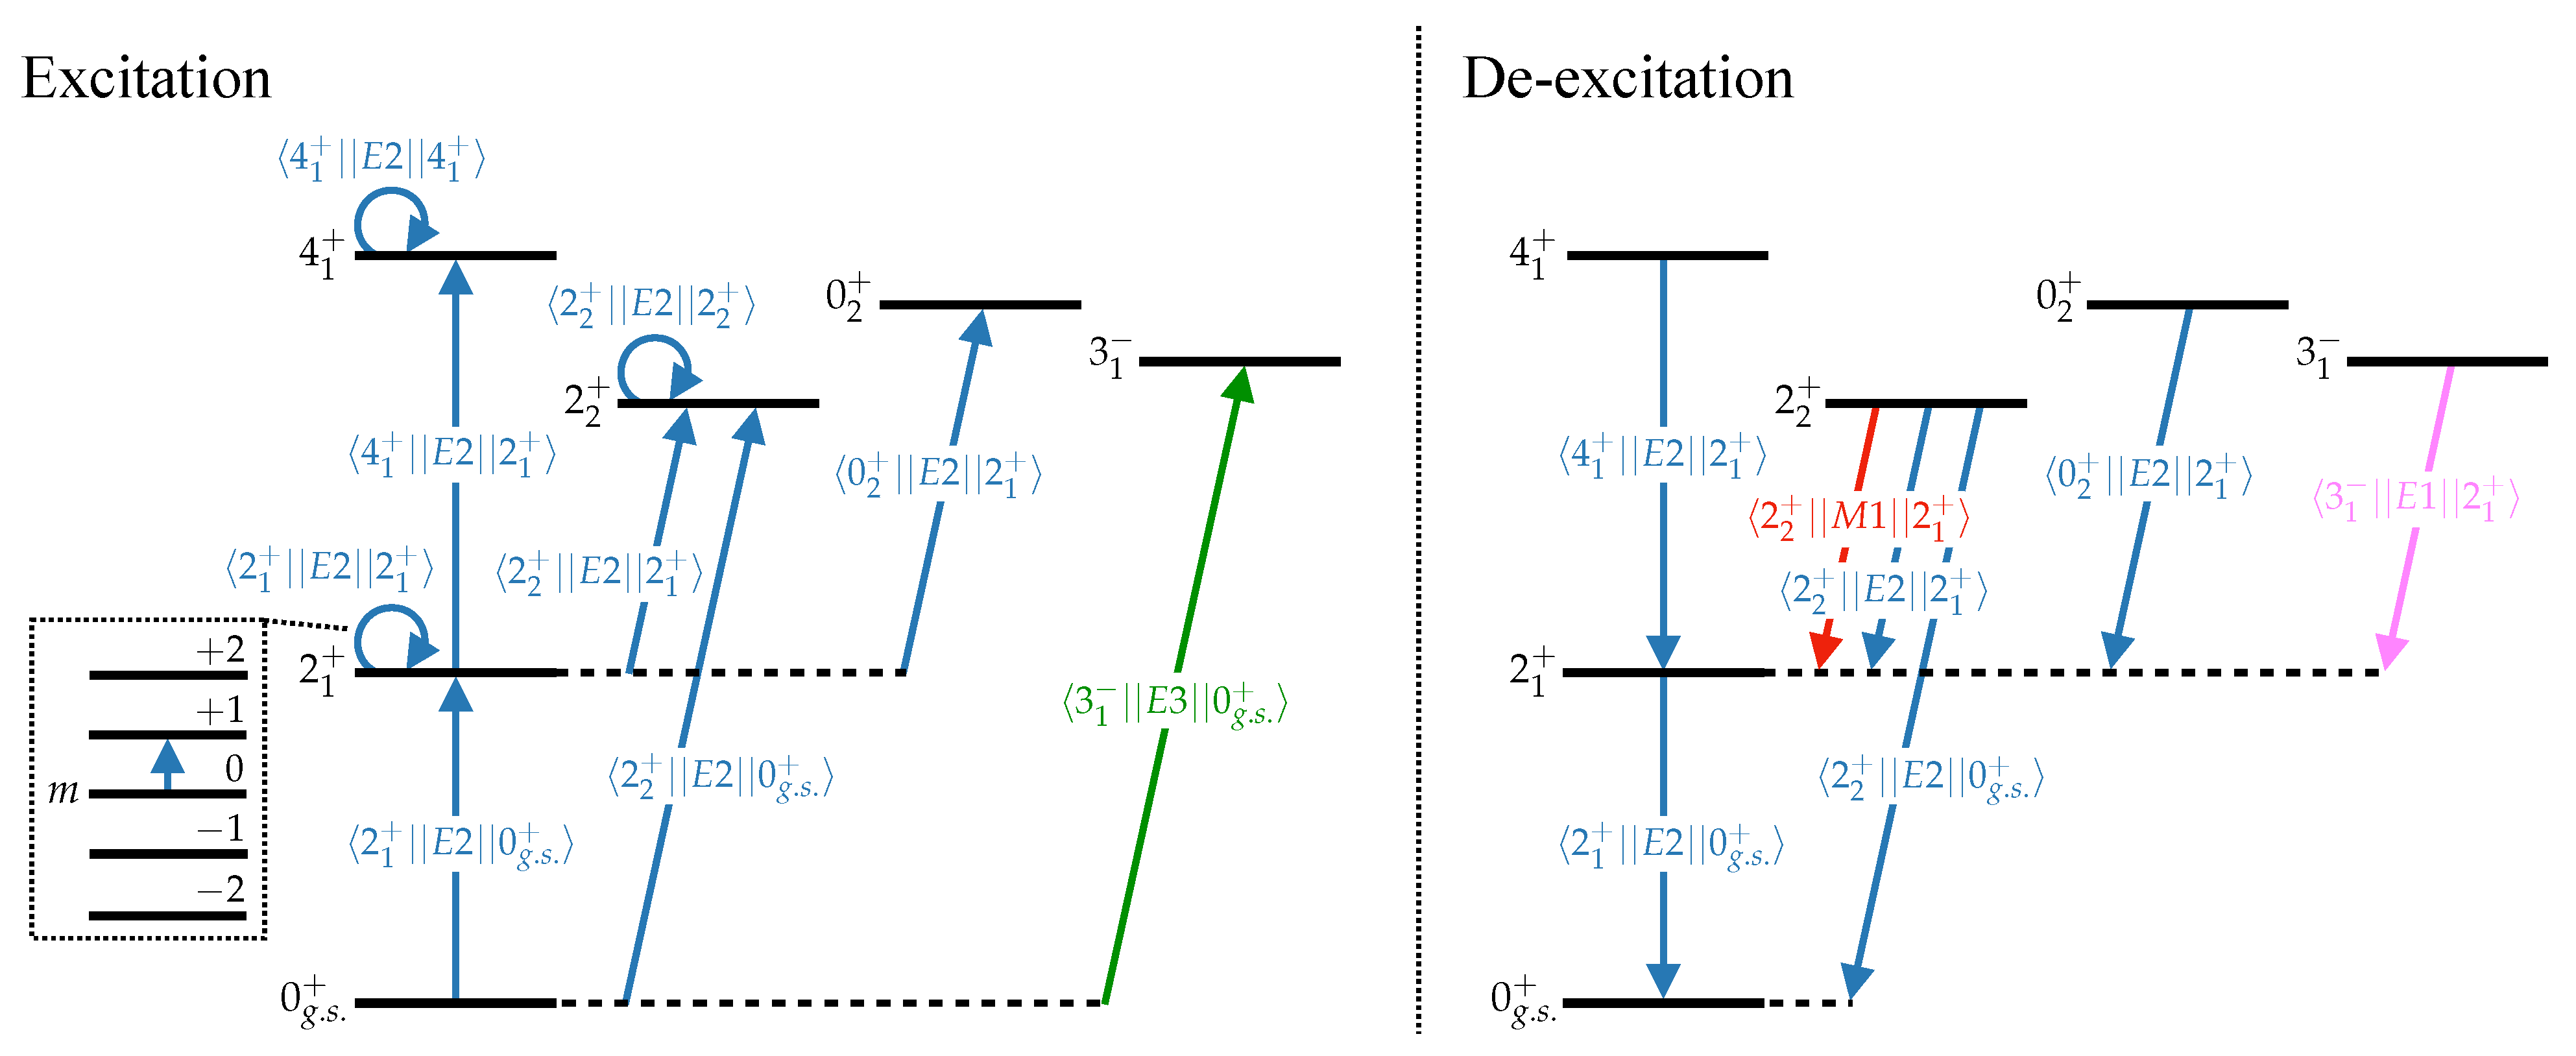 Excitation
⟨4₁⁺||E2||4₁⁺⟩
4₁⁺
⟨2₂⁺||E2||2₂⁺⟩
0₂⁺
3₁⁻
2₂⁺
⟨4₁⁺||E2||2₁⁺⟩
⟨0₂⁺||E2||2₁⁺⟩
⟨2₁⁺||E2||2₁⁺⟩
⟨2₂⁺||E2||2₁⁺⟩
2₁⁺
⟨3₁⁻||E3||0⁺g.s.⟩
⟨2₂⁺||E2||0⁺g.s.⟩
⟨2₁⁺||E2||0⁺g.s.⟩
0⁺g.s.
+2
+1
0
m
−1
−2
De-excitation
4₁⁺
0₂⁺
3₁⁻
2₂⁺
⟨4₁⁺||E2||2₁⁺⟩
⟨0₂⁺||E2||2₁⁺⟩
⟨3₁⁻||E1||2₁⁺⟩
⟨2₂⁺||M1||2₁⁺⟩
⟨2₂⁺||E2||2₁⁺⟩
2₁⁺
⟨2₂⁺||E2||0⁺g.s.⟩
⟨2₁⁺||E2||0⁺g.s.⟩
0⁺g.s.